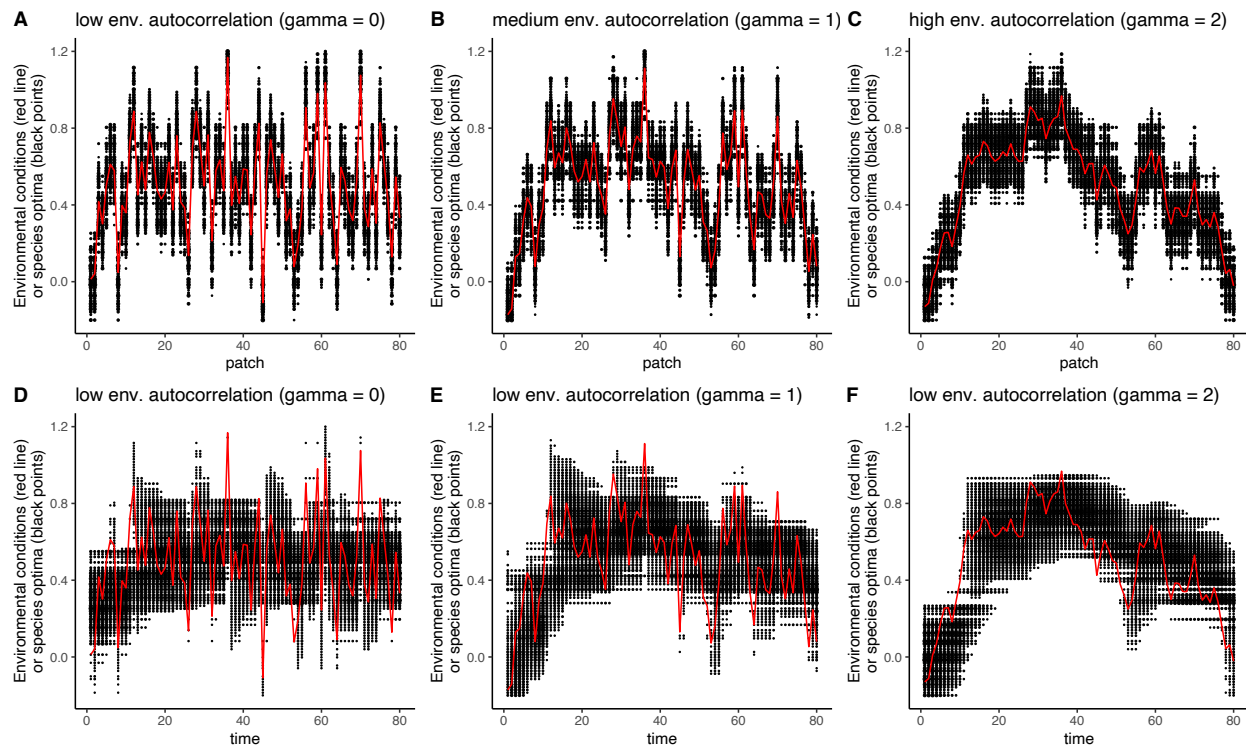 A low env. autocorrelation (gamma = 0)
Environmental conditions (red line)
or species optima (black points)
1.2
0.8
0.4
0.0
0 20 40 60 80
patch
B medium env. autocorrelation (gamma = 1)
Environmental conditions (red line)
or species optima (black points)
1.2
0.8
0.4
0.0
0 20 40 60 80
patch
C high env. autocorrelation (gamma = 2)
Environmental conditions (red line)
or species optima (black points)
1.2
0.8
0.4
0.0
0 20 40 60 80
patch
D low env. autocorrelation (gamma = 0)
Environmental conditions (red line)
or species optima (black points)
1.2
0.8
0.4
0.0
0 20 40 60 80
time
E low env. autocorrelation (gamma = 1)
Environmental conditions (red line)
or species optima (black points)
1.2
0.8
0.4
0.0
0 20 40 60 80
time
F low env. autocorrelation (gamma = 2)
Environmental conditions (red line)
or species optima (black points)
1.2
0.8
0.4
0.0
0 20 40 60 80
time